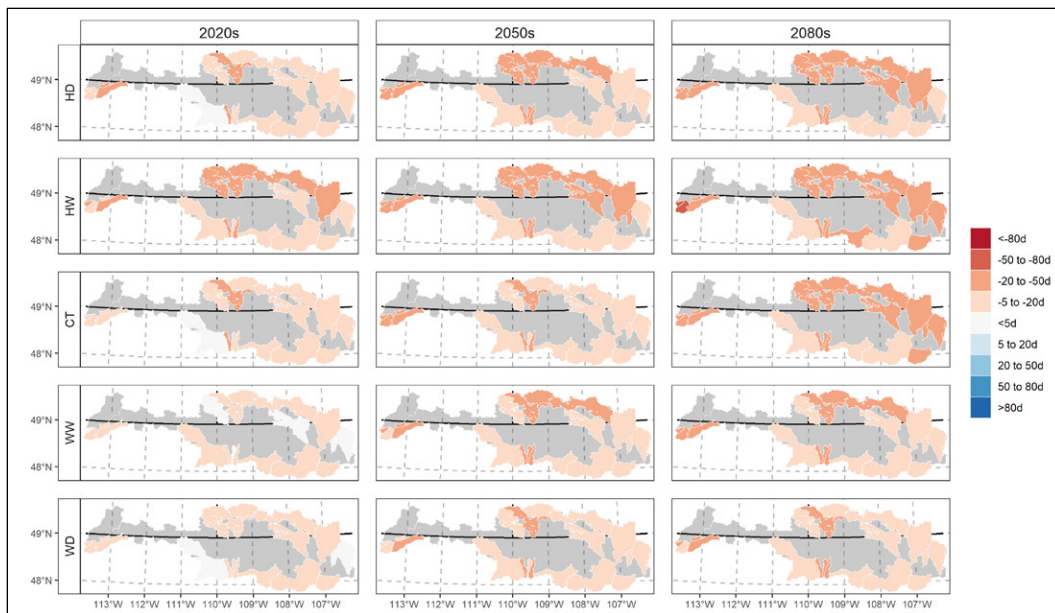 2020s 2050s 2080s
HD
49°N
48°N
HW
49°N
48°N
CT
49°N
48°N
WW
49°N
48°N
WD
49°N
48°N
113°W 112°W 111°W 110°W 109°W 108°W 107°W 113°W 112°W 111°W 110°W 109°W 108°W 107°W 113°W 112°W 111°W 110°W 109°W 108°W 107°W
<-80d
-50 to -80d
-20 to -50d
-5 to -20d
<5d
5 to 20d
20 to 50d
50 to 80d
>80d